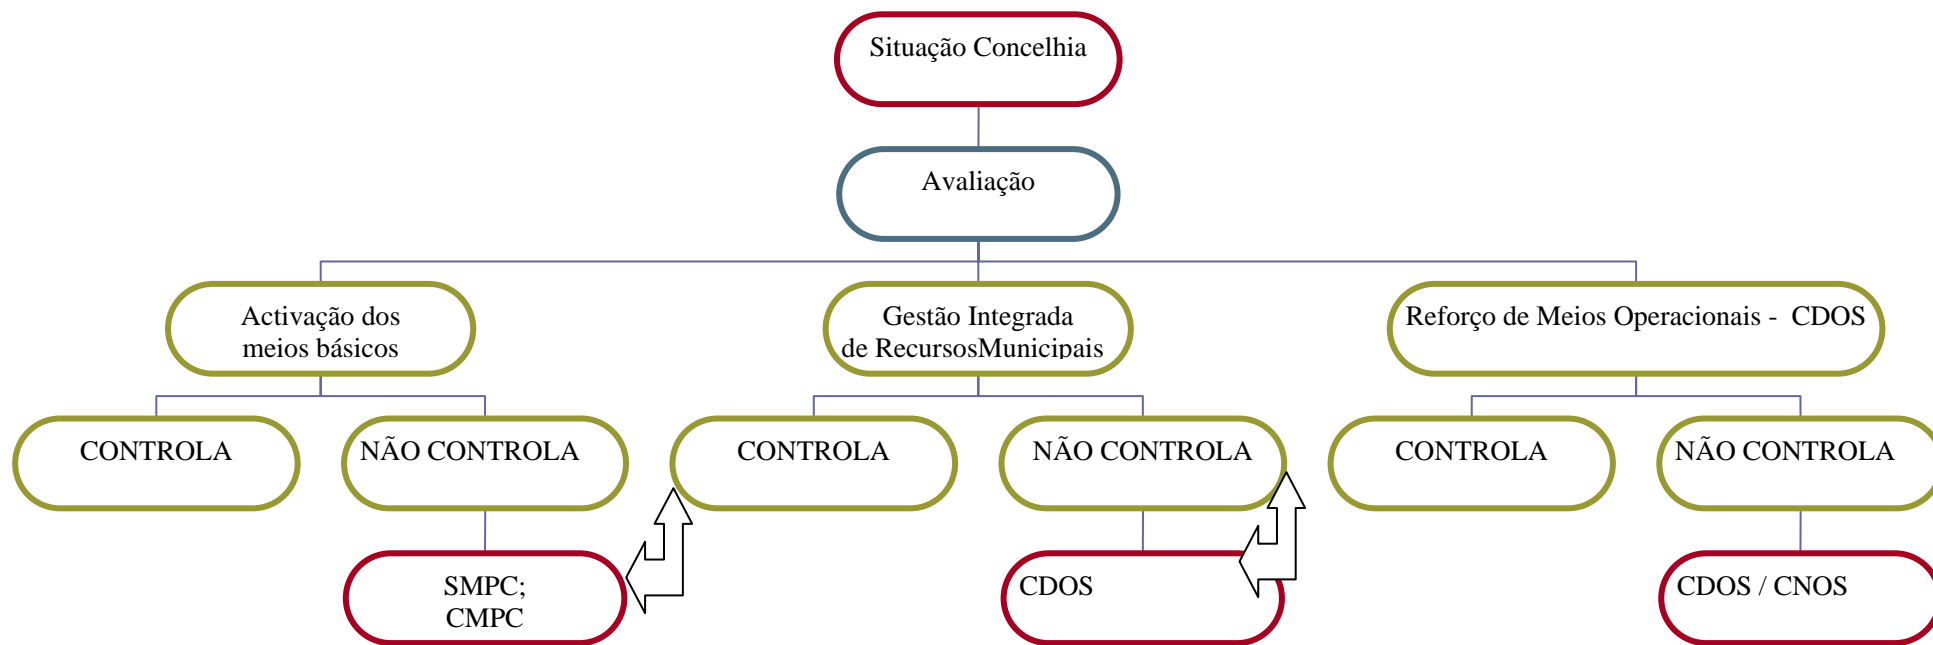 Situação Concelhia
Avaliação
Activação dos
meios básicos
Gestão Integrada
de RecursosMunicipais
Reforço de Meios Operacionais - CDOS
CONTROLA
NÃO CONTROLA
CONTROLA
NÃO CONTROLA
CONTROLA
NÃO CONTROLA
SMPC;
CMPC
CDOS
CDOS / CNOS